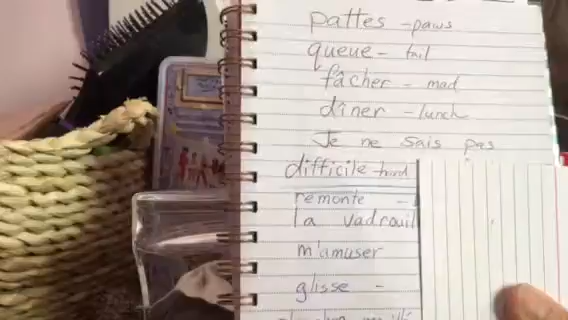 pattes - paws
queue - tail
fâcher - mad
dîner - lunch
Je ne sais pas
difficile - hard
remonte -
la vadrouil
m'amuser
glisse -